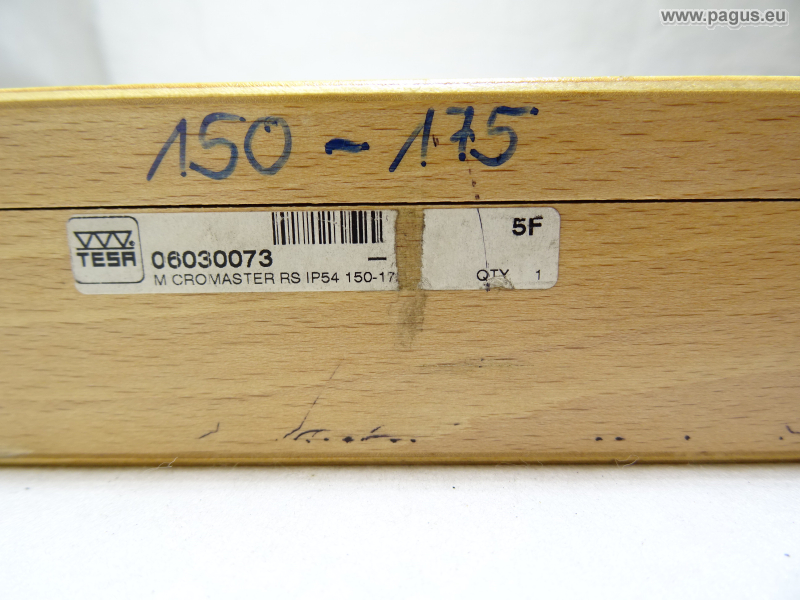 www.pagus.eu
150 - 175
TESA
06030073
M CROMASTER RS IP54 150-17
5F
QTY 1